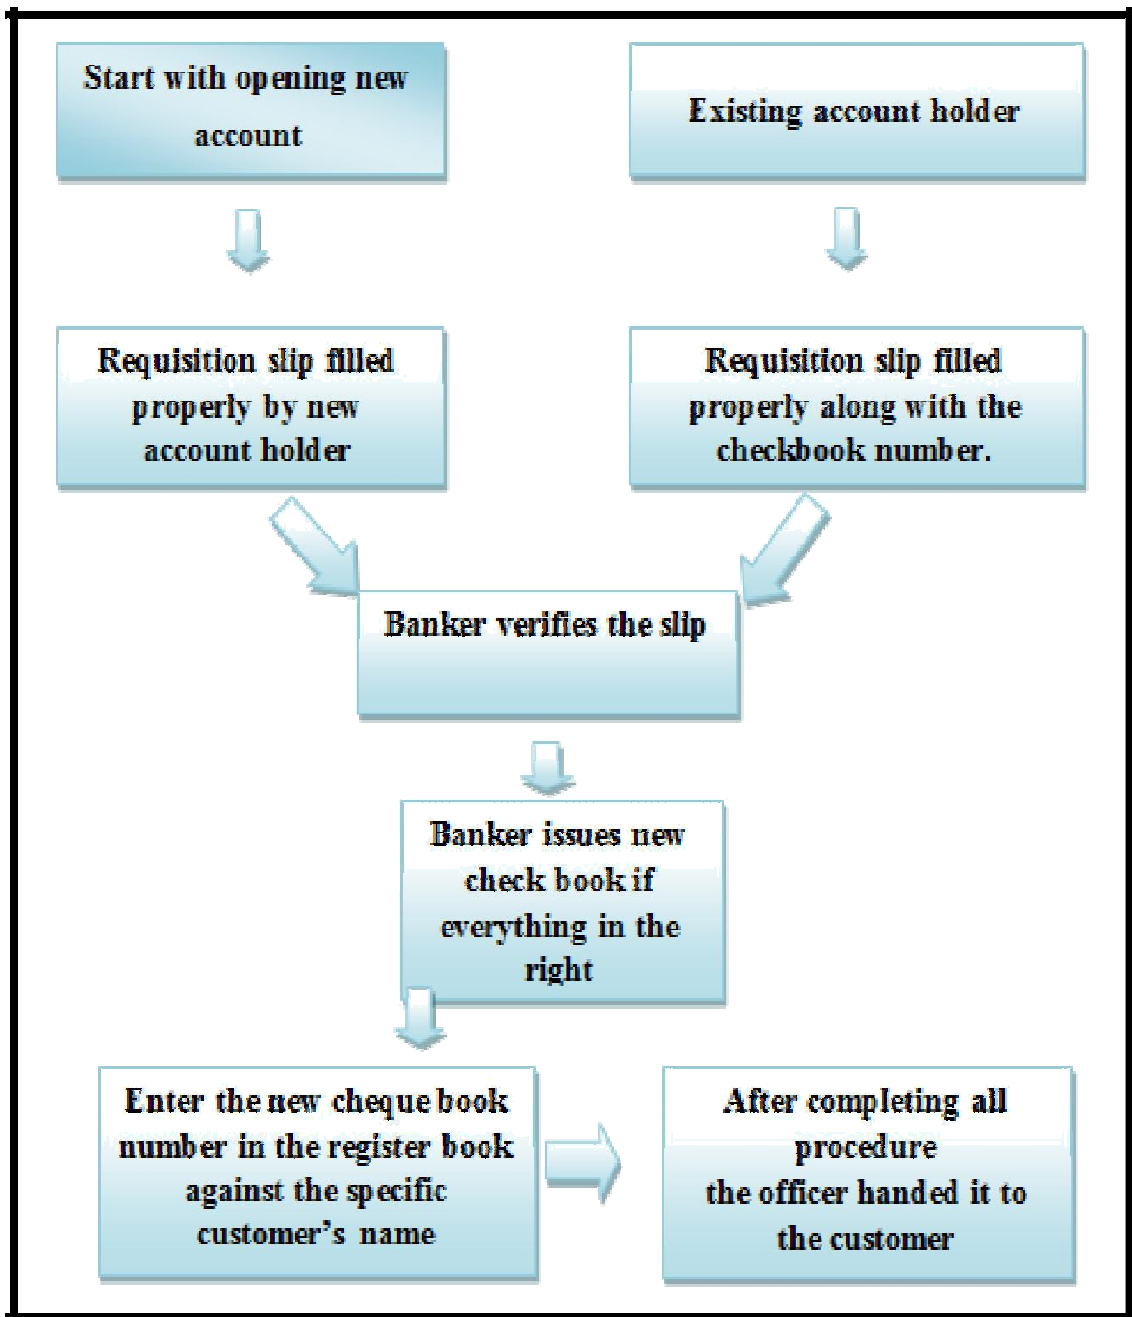 Start with opening new
account
Existing account holder
Requisition slip filled
properly by new
account holder
Requisition slip filled
properly along with the
checkbook number.
Banker verifies the slip
Banker issues new
check book if
everything in the
right
Enter the new cheque book
number in the register book
against the specific
customer's name
After completing all
procedure
the officer handed it to
the customer